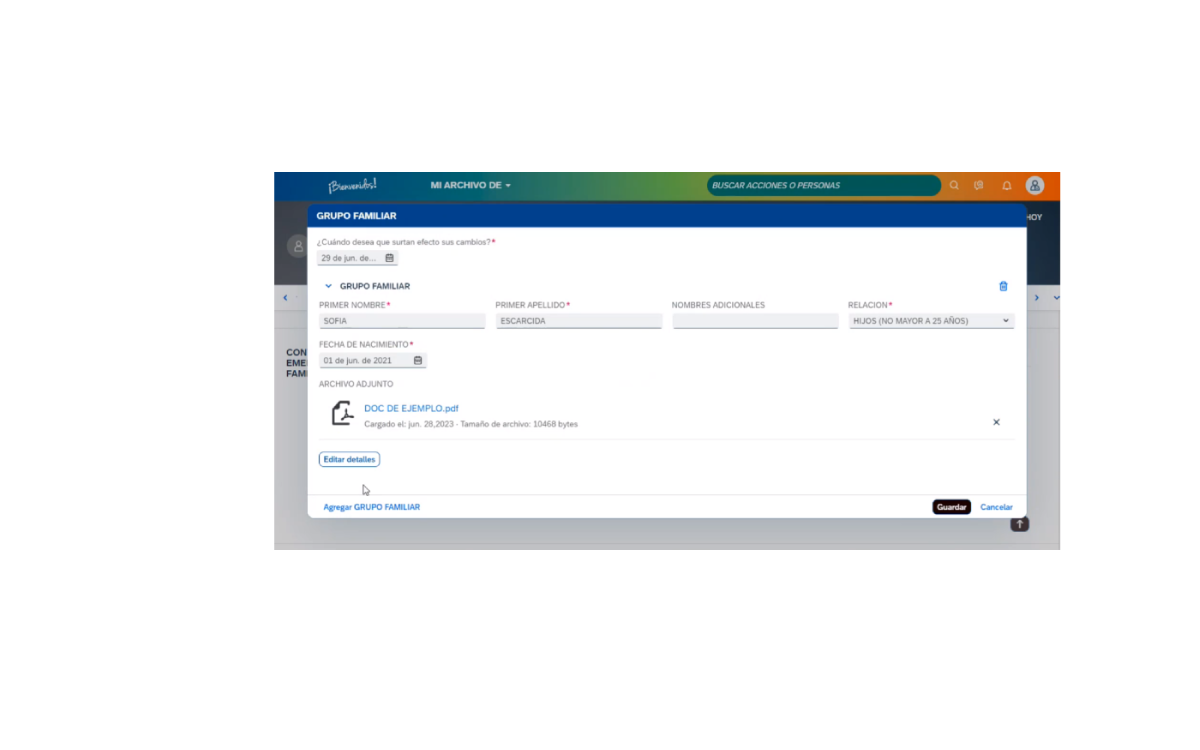 ¡Bienvenidos!
MI ARCHIVO DE
BUSCAR ACCIONES O PERSONAS
HOY
GRUPO FAMILIAR
¿Cuándo desea que surtan efecto sus cambios?*
29 de jun. de...
GRUPO FAMILIAR
PRIMER NOMBRE* PRIMER APELLIDO* NOMBRES ADICIONALES RELACION*
SOFIA ESCARCIDA HIJOS (NO MAYOR A 25 AÑOS)
FECHA DE NACIMIENTO*
01 de jun. de 2021
ARCHIVO ADJUNTO
DOC DE EJEMPLO.pdf
Cargado el: jun. 28,2023 - Tamaño de archivo: 10468 bytes
Editar detalles
Agregar GRUPO FAMILIAR Guardar Cancelar
CON
EME
FAMI